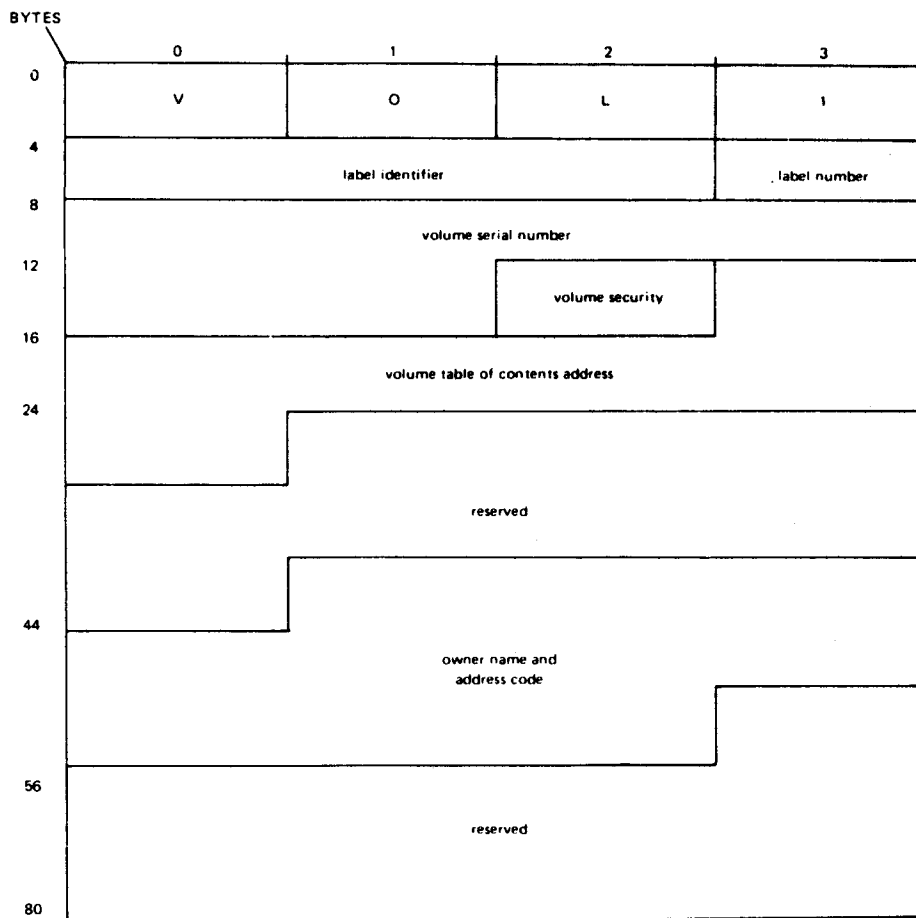 BYTES
0 1 2 3
0
V O L 1
4
label identifier label number
8
volume serial number
12
volume security
16
volume table of contents address
24
reserved
44
owner name and
address code
56
reserved
80